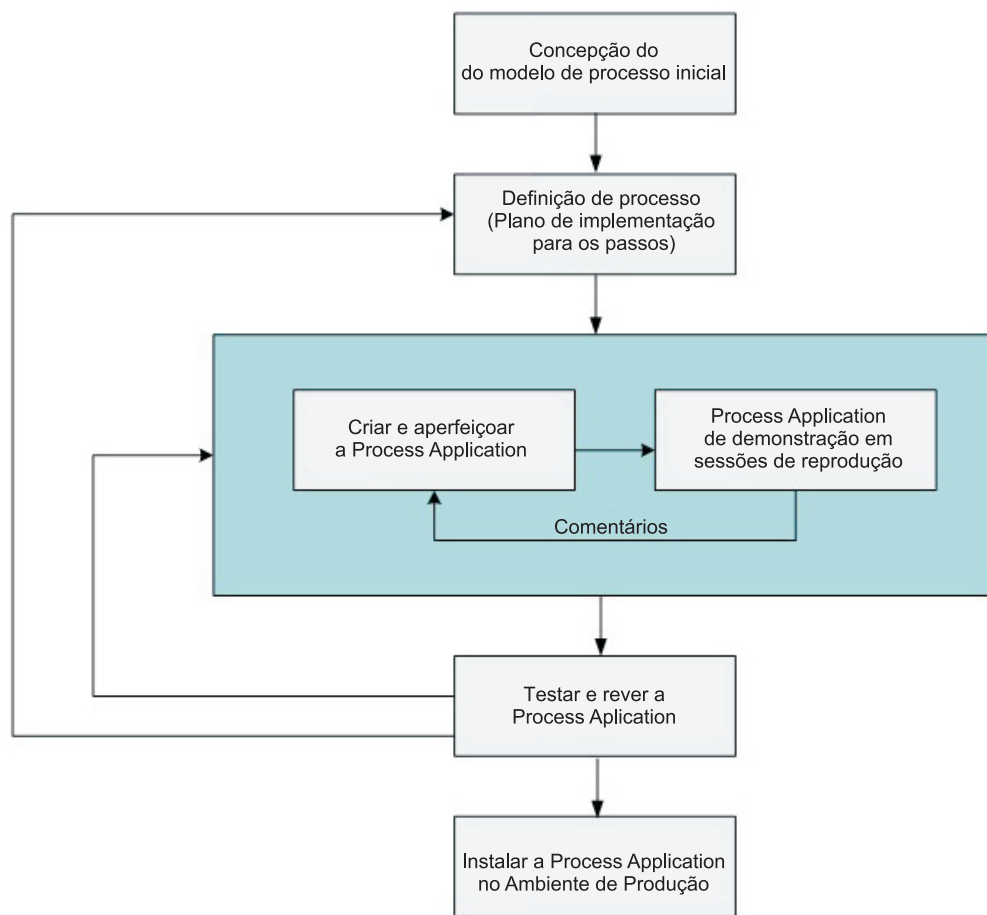 Concepção do
do modelo de processo inicial
Definição de processo
(Plano de implementação
para os passos)
Criar e aperfeiçoar
a Process Application
Process Application
de demonstração em
sessões de reprodução
Comentários
Testar e rever a
Process Aplication
Instalar a Process Application
no Ambiente de Produção